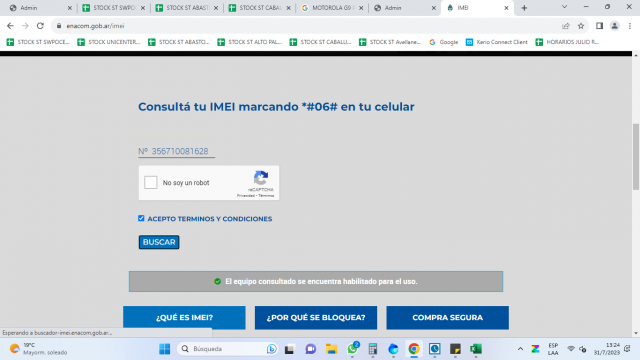 Admin
STOCK ST SWPO
STOCK ST ABAST
STOCK ST CABAL
MOTOROLA G9 I
Admin
IMEI
enacom.gob.ar/imei
STOCK ST SWPOCE...
STOCK UNICENTER...
STOCK ST ABASTO...
STOCK ST ALTO PAL...
STOCK ST CABALLI...
STOCK ST Avellane...
Google
Kerio Connect Client
HORARIOS JULIO R...
Consultá tu IMEI marcando *#06# en tu celular
Nº 356710081628
No soy un robot
reCAPTCHA
Privacidad - Términos
ACEPTO TERMINOS Y CONDICIONES
BUSCAR
El equipo consultado se encuentra habilitado para el uso.
¿QUÉ ES IMEI?
¿POR QUÉ SE BLOQUEA?
COMPRA SEGURA
Esperando a buscador-imei.enacom.gob.ar...
19°C
Mayorm. soleado
Búsqueda
2
ESP
LAA
13:24
31/7/2023